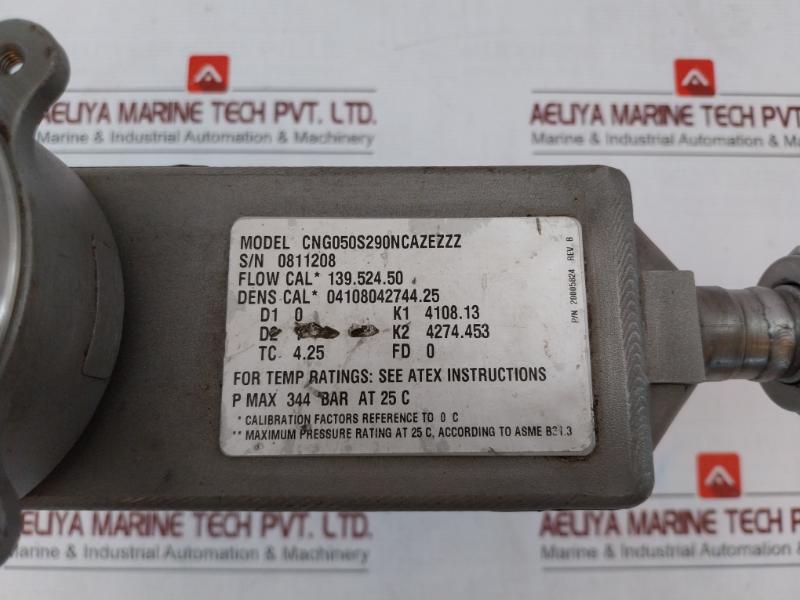 AELIYA MARINE TECH PVT. LTD.
Marine & Industrial Automation & Machinery
AELIYA MARINE TECH PVT
Marine & Industrial Automation & Mach
MODEL CNG050S290NCAZEZZZ
S/N 0811208
FLOW CAL* 139.524.50
DENS CAL* 04108042744.25
D1 0 K1 4108.13
D2 K2 4274.453
TC 4.25 FD 0
FOR TEMP RATINGS: SEE ATEX INSTRUCTIONS
P MAX 344 BAR AT 25 C
* CALIBRATION FACTORS REFERENCE TO 0 C
** MAXIMUM PRESSURE RATING AT 25 C, ACCORDING TO ASME B31.3
P/N 20005824 REV. B
AELIYA MARINE TECH PVT. LTD.
Marine & Industrial Automation & Machinery
AELIYA MARINE TECH PVT.
Marine & Industrial Automation & Machi